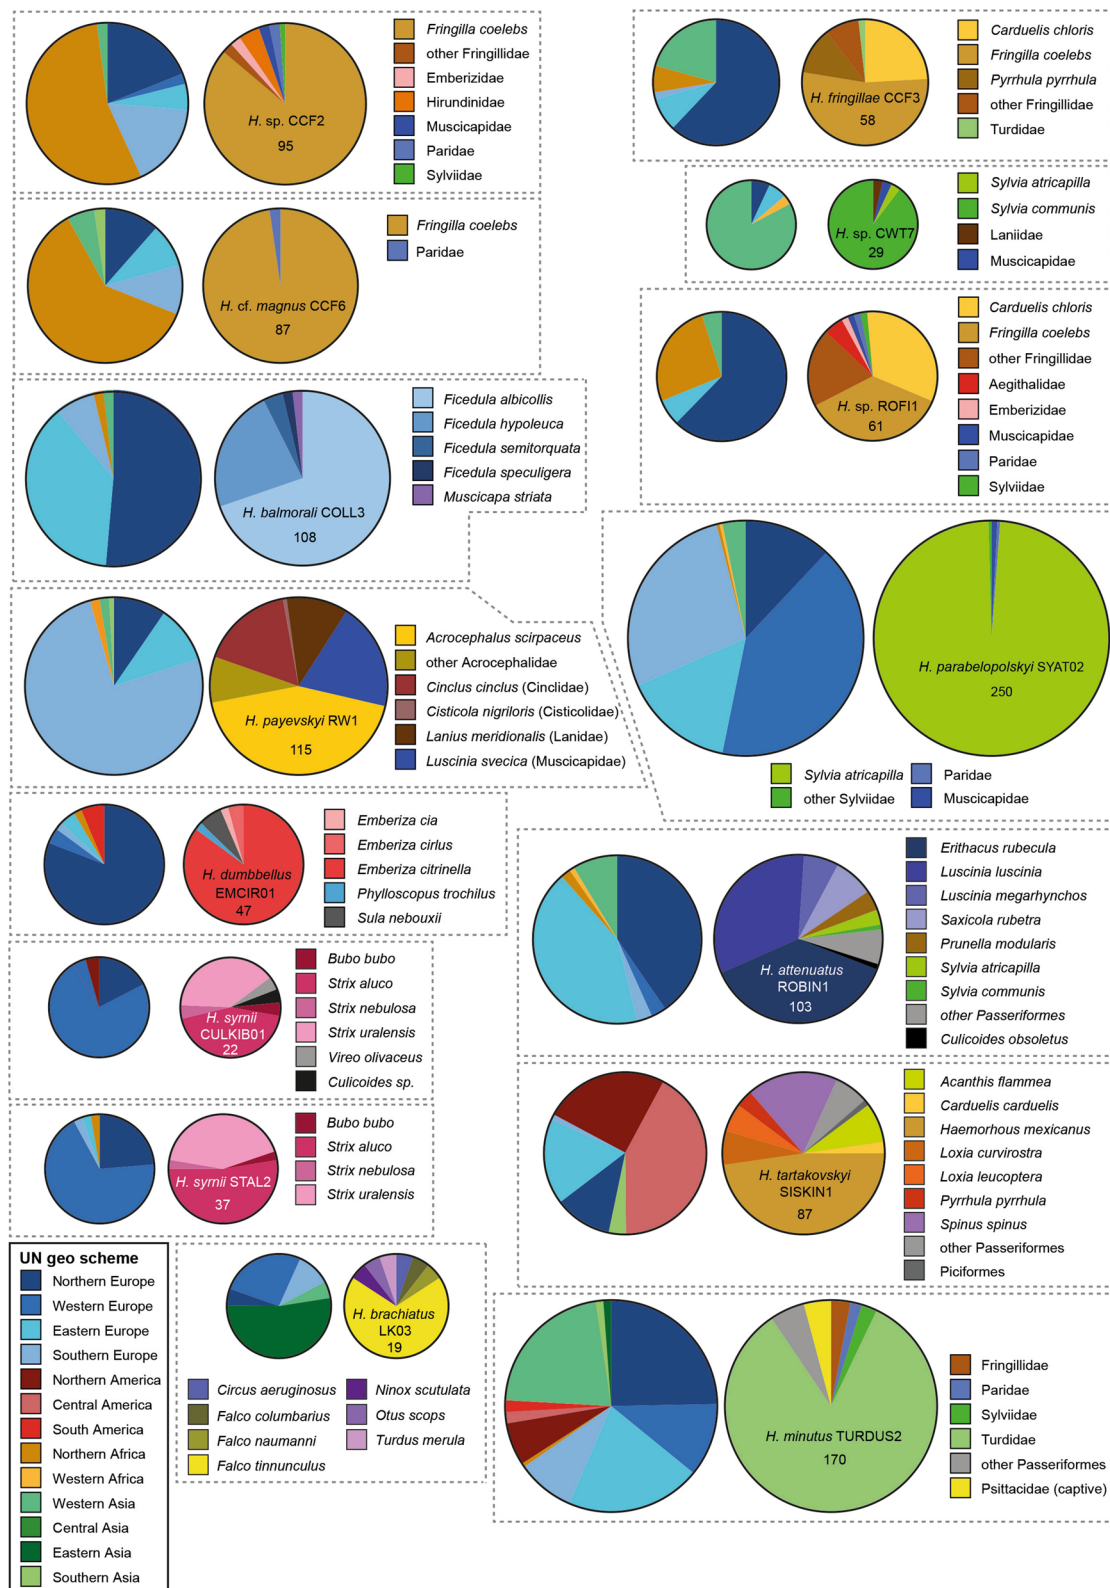 H. sp. CCF2
95
Fringilla coelebs
other Fringillidae
Emberizidae
Hirundinidae
Muscicapidae
Paridae
Sylviidae
H. cf. magnus CCF6
87
Fringilla coelebs
Paridae
H. balmorali COLL3
108
Ficedula albicollis
Ficedula hypoleuca
Ficedula semitorquata
Ficedula speculigera
Muscicapa striata
H. payevskyi RW1
115
Acrocephalus scirpaceus
other Acrocephalidae
Cinclus cinclus (Cinclidae)
Cisticola nigriloris (Cisticolidae)
Lanius meridionalis (Lanidae)
Luscinia svecica (Muscicapidae)
H. dumbbellus
EMCIR01
47
Emberiza cia
Emberiza cirlus
Emberiza citrinella
Phylloscopus trochilus
Sula nebouxii
H. syrnii
CULKIB01
22
Bubo bubo
Strix aluco
Strix nebulosa
Strix uralensis
Vireo olivaceus
Culicoides sp.
H. syrnii STAL2
37
Bubo bubo
Strix aluco
Strix nebulosa
Strix uralensis
UN geo scheme
Northern Europe
Western Europe
Eastern Europe
Southern Europe
Northern America
Central America
South America
Northern Africa
Western Africa
Western Asia
Central Asia
Eastern Asia
Southern Asia
H. brachiatus
LK03
19
Circus aeruginosus
Falco columbarius
Falco naumanni
Falco tinnunculus
Ninox scutulata
Otus scops
Turdus merula
H. fringillae CCF3
58
Carduelis chloris
Fringilla coelebs
Pyrrhula pyrrhula
other Fringillidae
Turdidae
H. sp. CWT7
29
Sylvia atricapilla
Sylvia communis
Laniidae
Muscicapidae
H. sp. ROFI1
61
Carduelis chloris
Fringilla coelebs
other Fringillidae
Aegithalidae
Emberizidae
Muscicapidae
Paridae
Sylviidae
H. parabelopolskyi SYAT02
250
Sylvia atricapilla
other Sylviidae
Paridae
Muscicapidae
H. attenuatus
ROBIN1
103
Erithacus rubecula
Luscinia luscinia
Luscinia megarhynchos
Saxicola rubetra
Prunella modularis
Sylvia atricapilla
Sylvia communis
other Passeriformes
Culicoides obsoletus
H. tartakovskyi
SISKIN1
87
Acanthis flammea
Carduelis carduelis
Haemorhous mexicanus
Loxia curvirostra
Loxia leucoptera
Pyrrhula pyrrhula
Spinus spinus
other Passeriformes
Piciformes
H. minutus TURDUS2
170
Fringillidae
Paridae
Sylviidae
Turdidae
other Passeriformes
Psittacidae (captive)